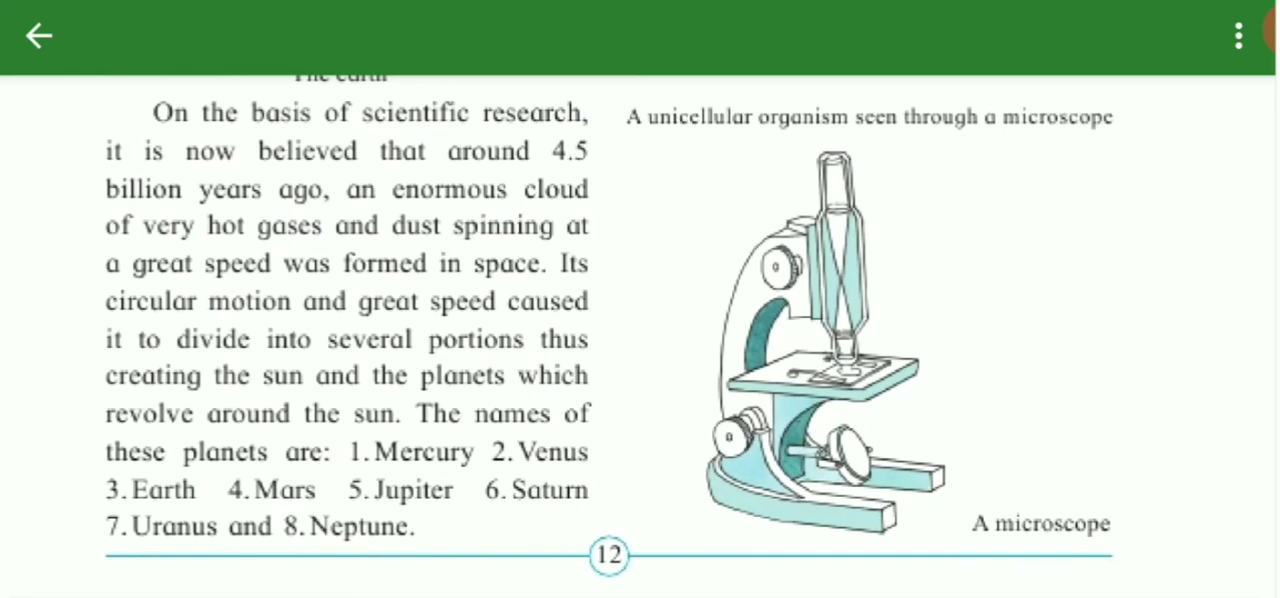 On the basis of scientific research,
it is now believed that around 4.5
billion years ago, an enormous cloud
of very hot gases and dust spinning at
a great speed was formed in space. Its
circular motion and great speed caused
it to divide into several portions thus
creating the sun and the planets which
revolve around the sun. The names of
these planets are: 1. Mercury 2. Venus
3. Earth 4. Mars 5. Jupiter 6. Saturn
7. Uranus and 8. Neptune.
A unicellular organism seen through a microscope
A microscope
12